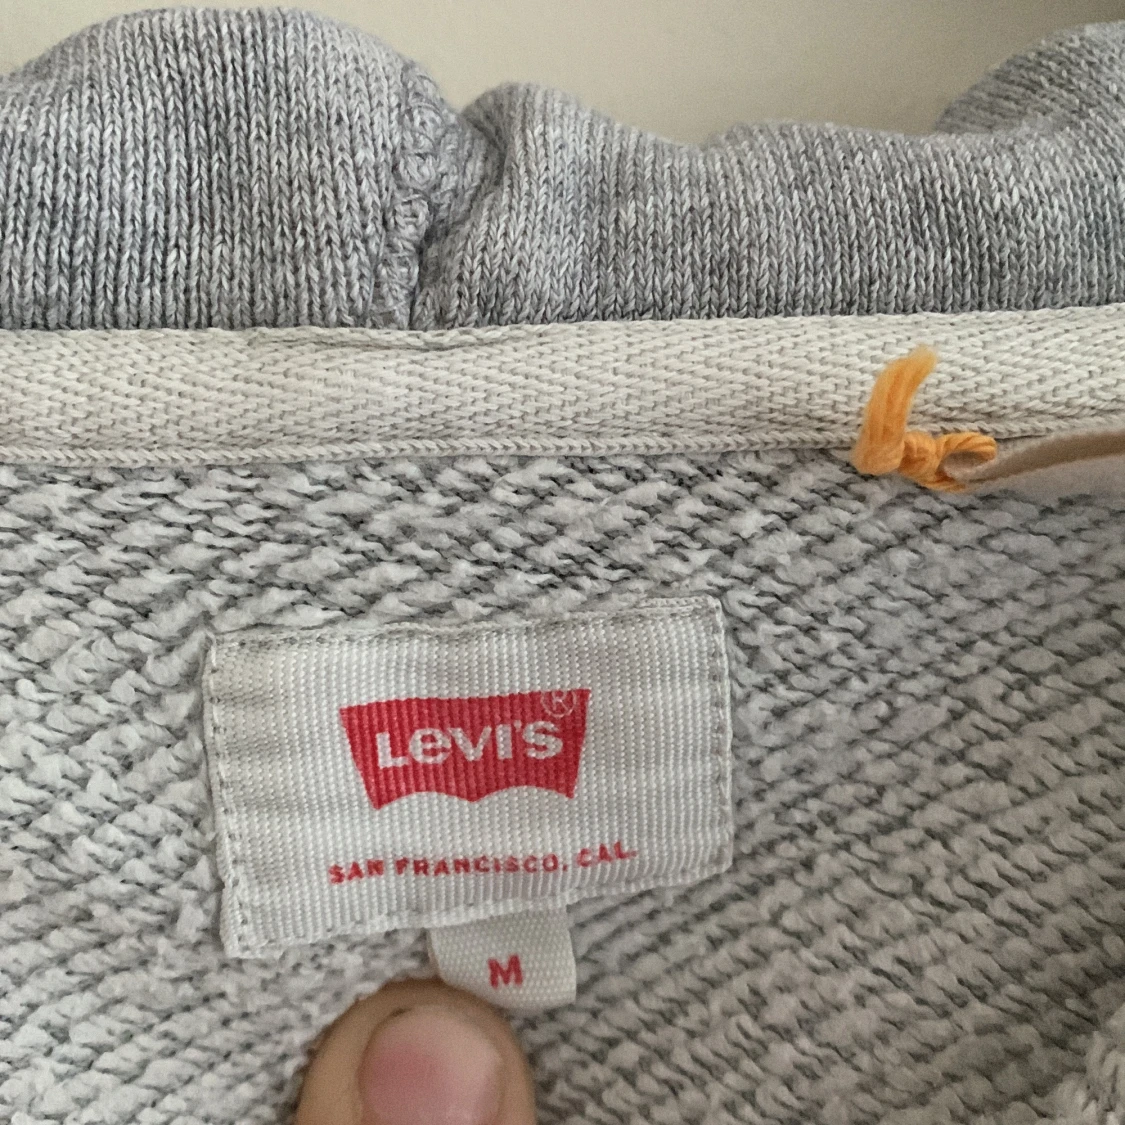 LEVI'S ®
SAN FRANCISCO, CAL.
M